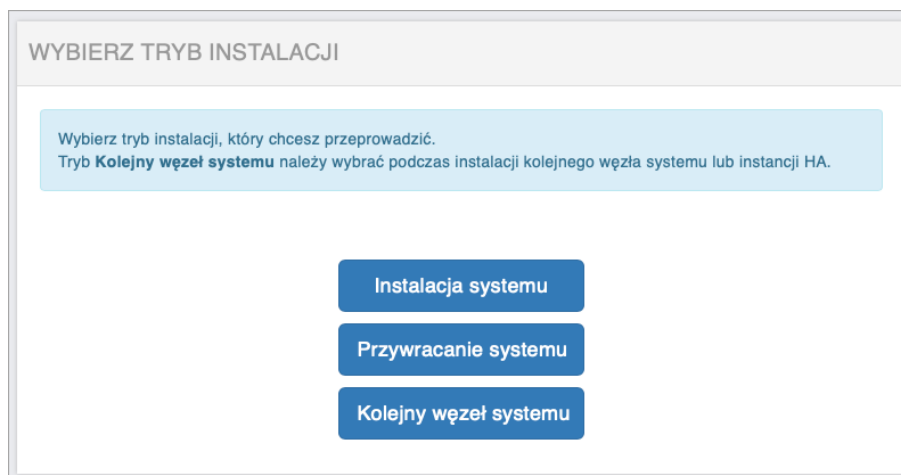 WYBIERZ TRYB INSTALACJI
Wybierz tryb instalacji, który chcesz przeprowadzić.
Tryb Kolejny węzeł systemu należy wybrać podczas instalacji kolejnego węzła systemu lub instancji HA.
Instalacja systemu
Przywracanie systemu
Kolejny węzeł systemu